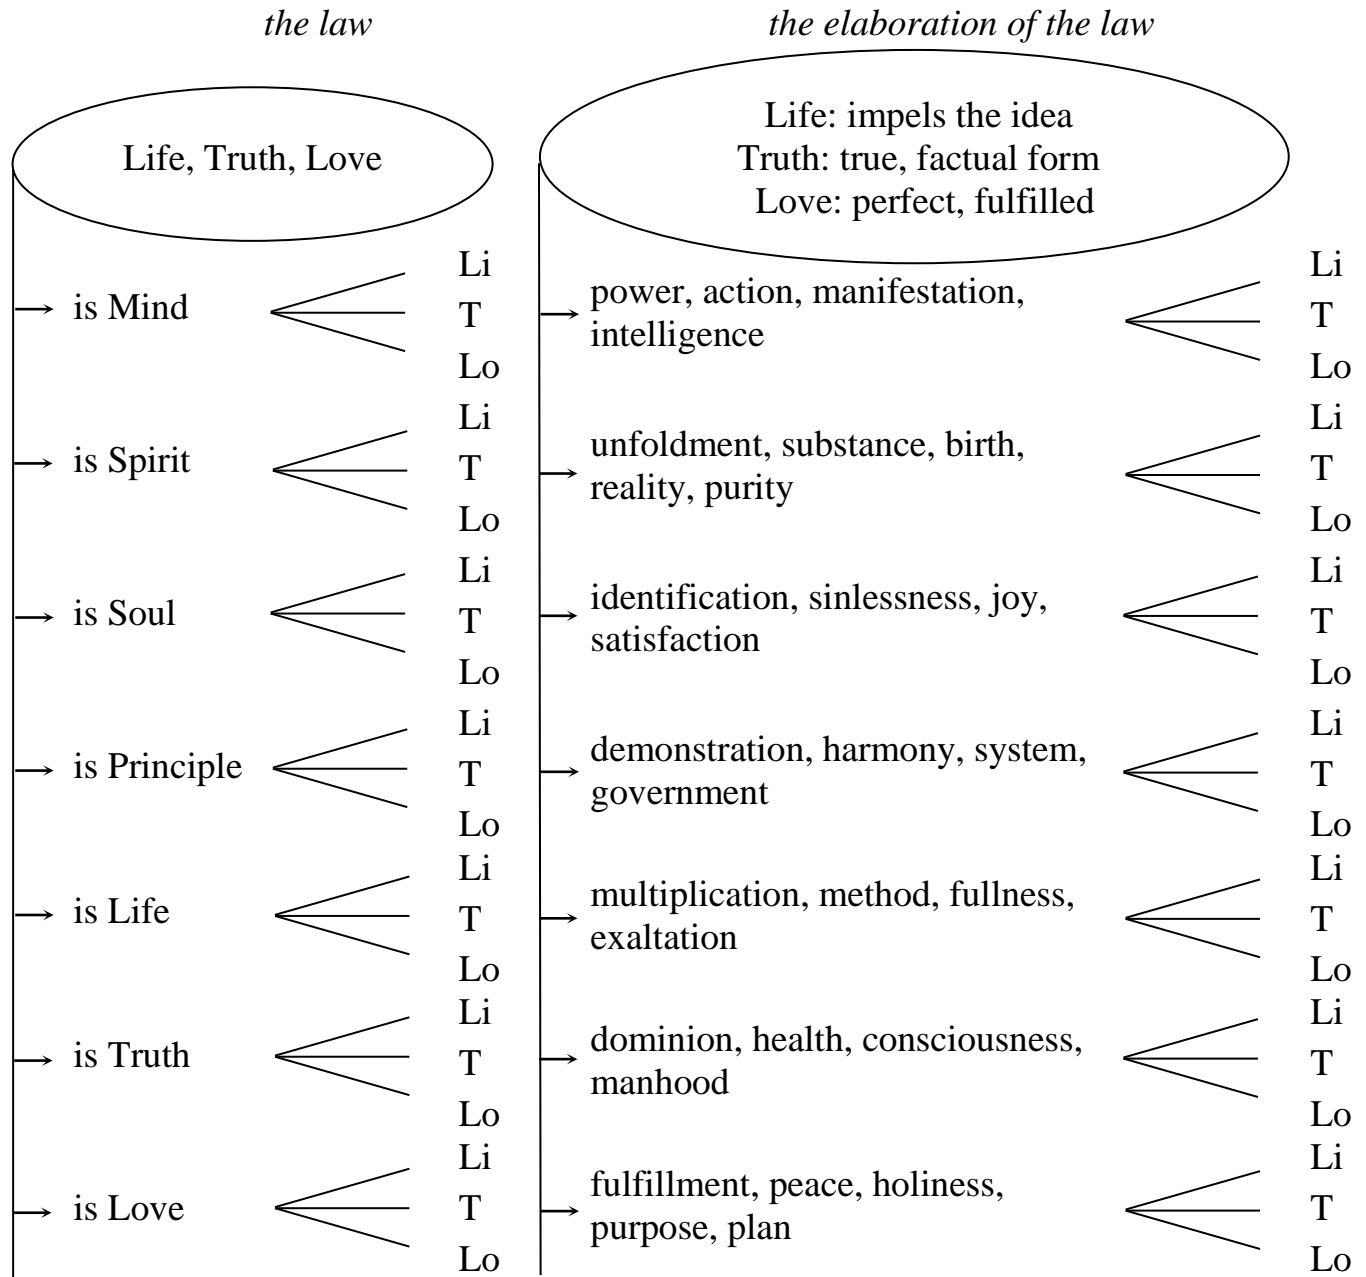 the law
Life, Truth, Love
is Mind
Li
T
Lo
is Spirit
Li
T
Lo
is Soul
Li
T
Lo
is Principle
Li
T
Lo
is Life
Li
T
Lo
is Truth
Li
T
Lo
is Love
Li
T
Lo
the elaboration of the law
Life: impels the idea
Truth: true, factual form
Love: perfect, fulfilled
power, action, manifestation,
intelligence
Li
T
Lo
unfoldment, substance, birth,
reality, purity
Li
T
Lo
identification, sinlessness, joy,
satisfaction
Li
T
Lo
demonstration, harmony, system,
government
Li
T
Lo
multiplication, method, fullness,
exaltation
Li
T
Lo
dominion, health, consciousness,
manhood
Li
T
Lo
fulfillment, peace, holiness,
purpose, plan
Li
T
Lo